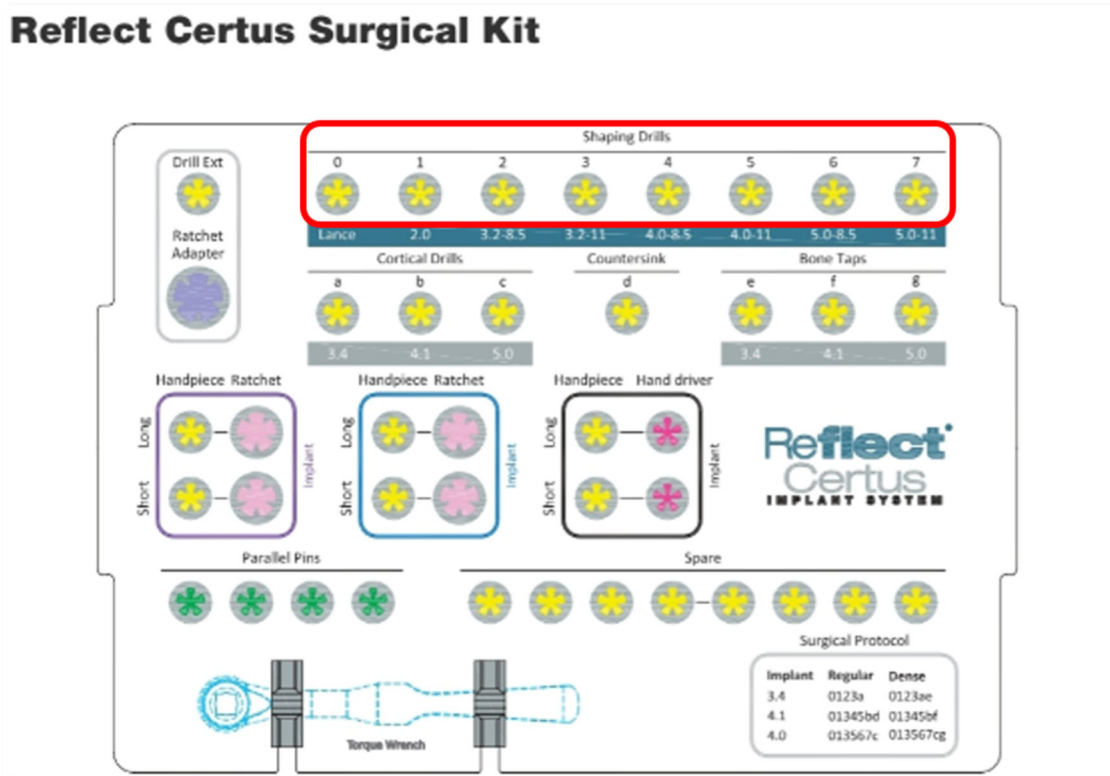 Reflect Certus Surgical Kit
Shaping Drills
Drill Ext
0 1 2 3 4 5 6 7
Ratchet
Adapter
Lance 2.0 3.2-8.5 3.2-11 4.0-8.5 4.0-11 5.0-8.5 5.0-11
Cortical Drills Countersink Bone Taps
a b c d e f g
3.4 4.1 5.0 3.4 4.1 5.0
Handpiece Ratchet Handpiece Ratchet Handpiece Hand driver
Long Long Long
Implant Implant Implant
Short Short Short
Reflect
Certus
IMPLANT SYSTEM
Parallel Pins Spare
Surgical Protocol
Implant Regular Dense
3.4 0123a 0123ae
4.1 01345bd 01345bf
4.0 013567c 013567cg
Torque Wrench